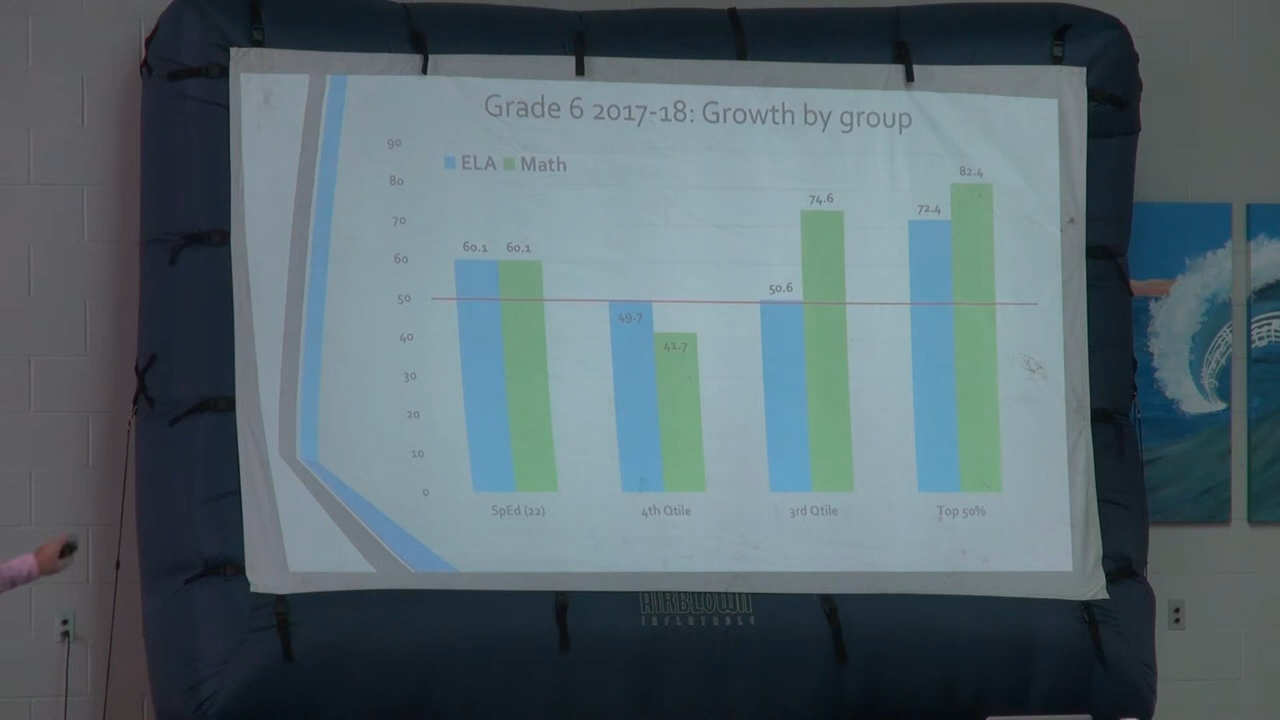 Grade 6 2017-18: Growth by group
ELA Math
90
80
70
60
50
40
30
20
10
0
60.1 60.1
49.7 41.7
50.6 74.6
72.4 82.4
SpEd (22) 4th Qtile 3rd Qtile Top 50%
AIRBLOWN
INFLATABLE